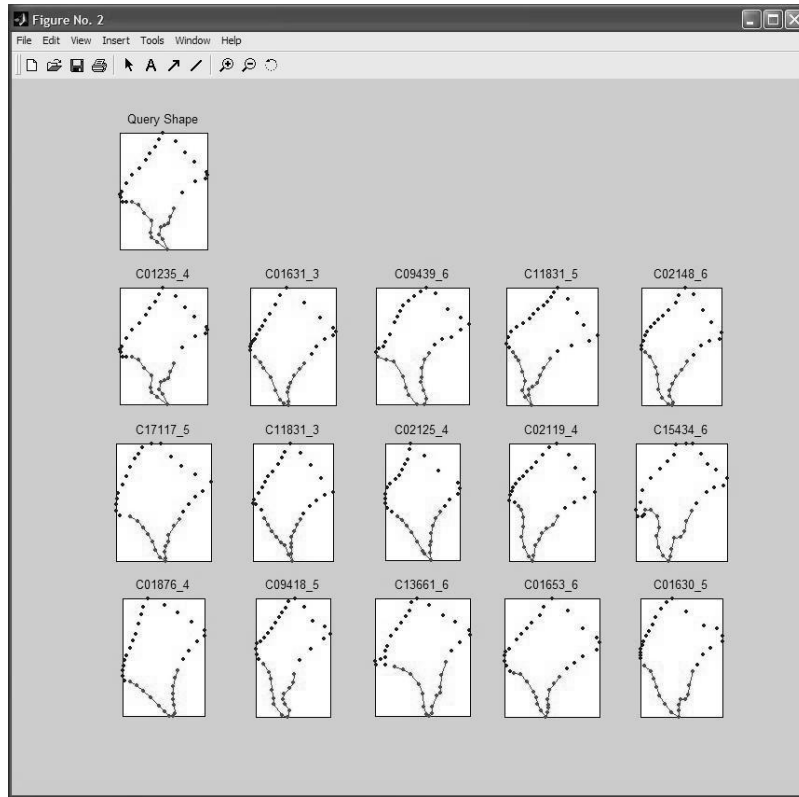 Figure No. 2
File Edit View Insert Tools Window Help
A
Query Shape
C01235_4 C01631_3 C09439_6 C11831_5 C02148_6
C17117_5 C11831_3 C02125_4 C02119_4 C15434_6
C01876_4 C09418_5 C13661_6 C01653_6 C01630_5